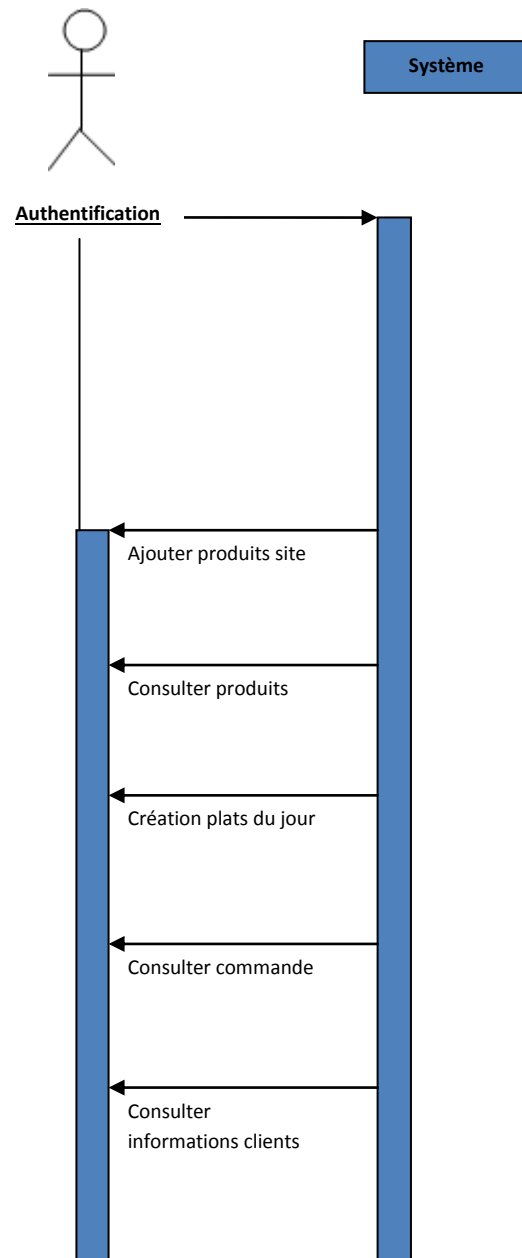 Système
Authentification
Ajouter produits site
Consulter produits
Création plats du jour
Consulter commande
Consulter
informations clients